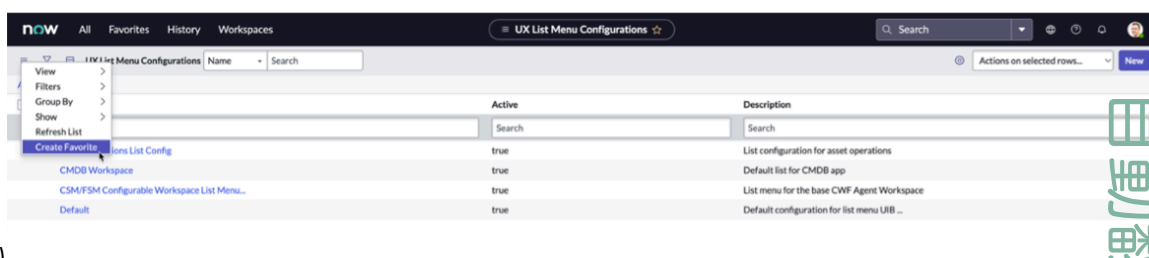 now All Favorites History Workspaces UX List Menu Configurations Search
UX List Menu Configurations Name Search Actions on selected rows... New
View
Filters
Group By
Show
Refresh List
Create Favorite
Active Description
Search Search
ions List Config true List configuration for asset operations
CMDB Workspace true Default list for CMDB app
CSM/FSM Configurable Workspace List Menu... true List menu for the base CWF Agent Workspace
Default true Default configuration for list menu UIB ...